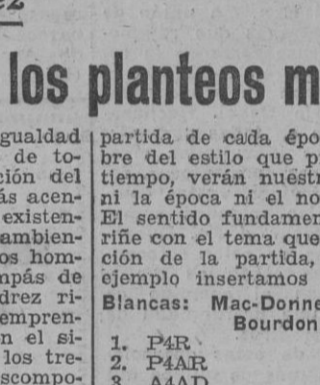 los planteos m
gualdad
de to-
ción del
ás acen-
existen-
ambien-
os hom-
mpás de
drez ri-
empren-
n el si-
los tre-
scompo-
partida de cada épo
bre del estilo que p
tiempo, verán nuestr
ni la época ni el no
El sentido fundamen
riñe con el tema que
ción de la partida,
ejemplo insertamos
Blancas: Mac-Donne
Bourdon
1. P4R
2. P4AR
3. A4AD